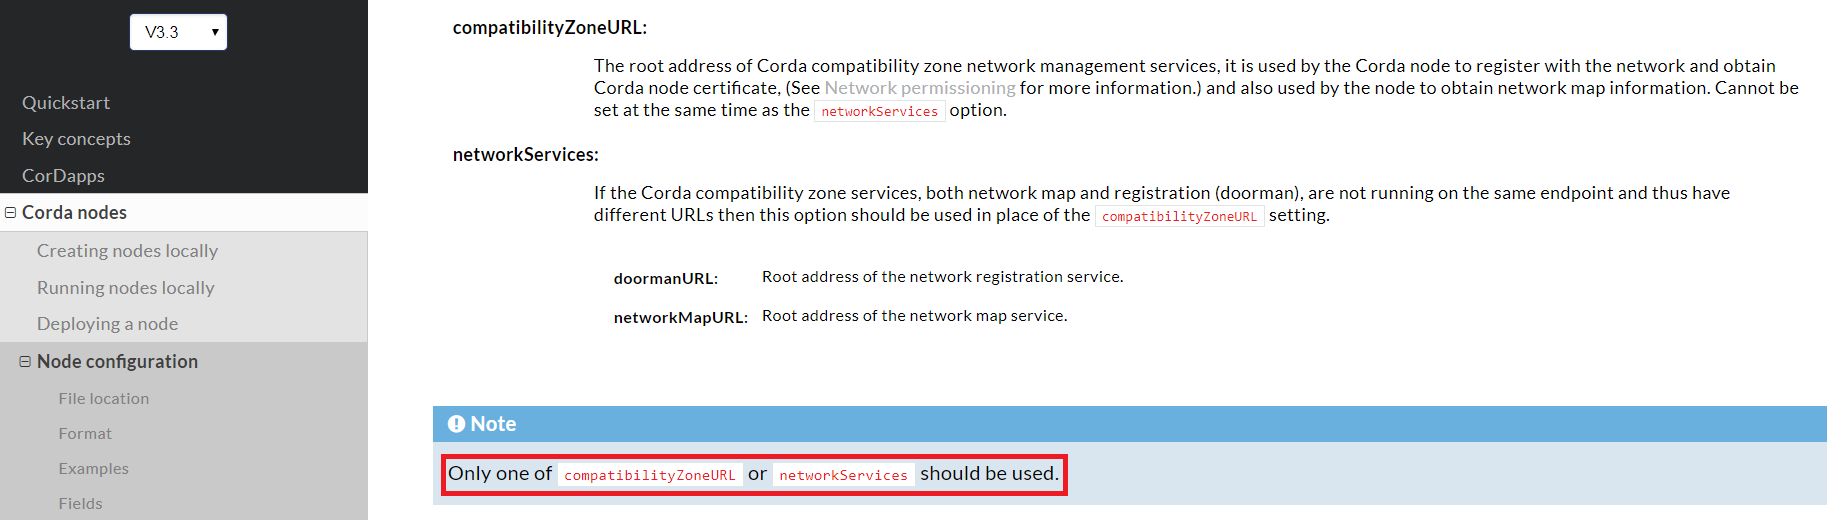 V3.3
Quickstart
Key concepts
CorDapps
Corda nodes
Creating nodes locally
Running nodes locally
Deploying a node
Node configuration
File location
Format
Examples
Fields
compatibilityZoneURL:
The root address of Corda compatibility zone network management services, it is used by the Corda node to register with the network and obtain
Corda node certificate, (See Network permissioning for more information.) and also used by the node to obtain network map information. Cannot be
set at the same time as the networkServices option.
networkServices:
If the Corda compatibility zone services, both network map and registration (doorman), are not running on the same endpoint and thus have
different URLs then this option should be used in place of the compatibilityZoneURL setting.
doormanURL: Root address of the network registration service.
networkMapURL: Root address of the network map service.
Note
Only one of compatibilityZoneURL or networkServices should be used.